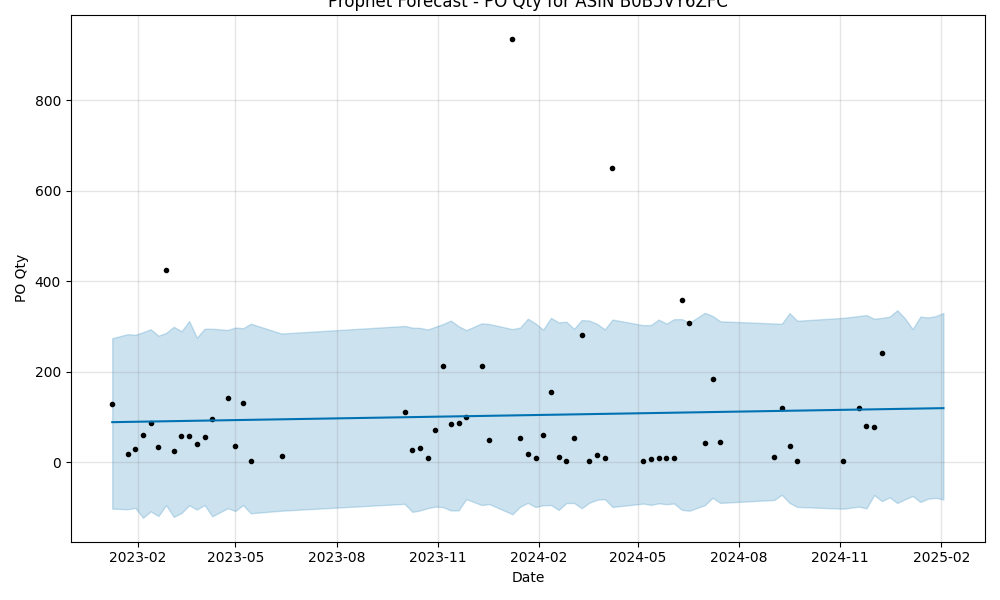 Prophet Forecast - PO Qty for ASIN B0B5VY6ZFC
800
600
400
200
0
PO Qty
2023-02 2023-05 2023-08 2023-11 2024-02 2024-05 2024-08 2024-11 2025-02
Date